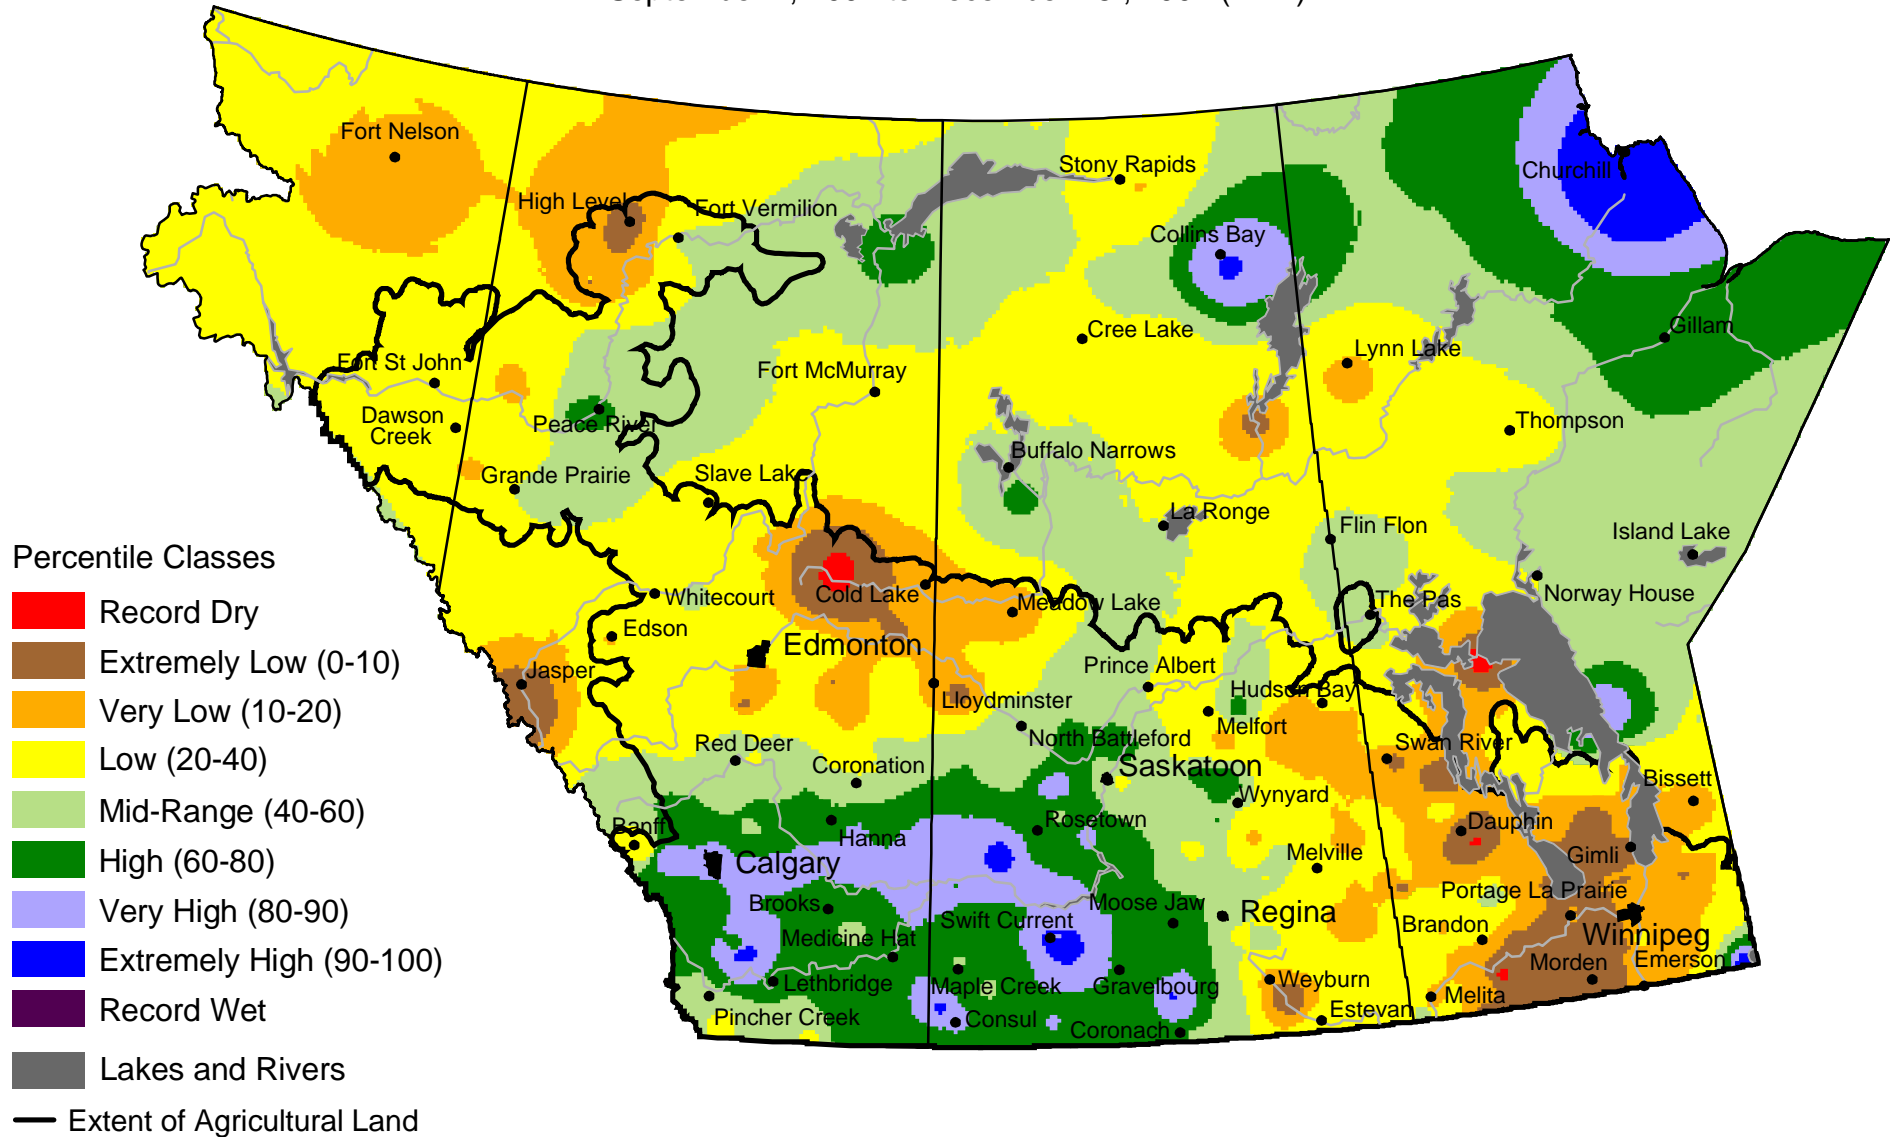 Fort Nelson
Stony Rapids
Churchill
High Level
Fort Vermilion
Collins Bay
Gillam
Cree Lake
Lynn Lake
Fort St John
Fort McMurray
Dawson
Creek
Peace River
Thompson
Buffalo Narrows
Grande Prairie
Slave Lake
La Ronge
Flin Flon
Island Lake
Percentile Classes
Record Dry
Extremely Low (0-10)
Very Low (10-20)
Low (20-40)
Mid-Range (40-60)
High (60-80)
Very High (80-90)
Extremely High (90-100)
Record Wet
Lakes and Rivers
Extent of Agricultural Land
Whitecourt
Cold Lake
Meadow Lake
The Pas
Norway House
Edson
Edmonton
Jasper
Prince Albert
Hudson Bay
Lloydminster
Melfort
Red Deer
North Battleford
Swan River
Coronation
Saskatoon
Bissett
Wynyard
Banff
Hanna
Rosetown
Dauphin
Calgary
Melville
Gimli
Brooks
Moose Jaw
Portage La Prairie
Swift Current
Regina
Brandon
Medicine Hat
Winnipeg
Morden
Emerson
Lethbridge
Maple Creek
Gravelbourg
Weyburn
Melita
Pincher Creek
Consul
Coronach
Estevan